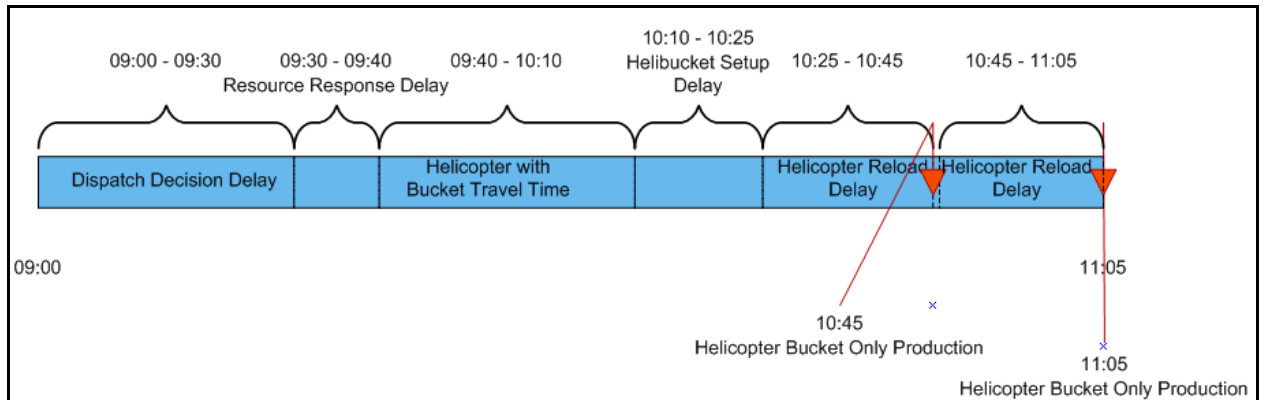 10:10 - 10:25
09:00 - 09:30
09:30 - 09:40
09:40 - 10:10
Helibucket Setup
10:25 - 10:45
10:45 - 11:05
Resource Response Delay
Delay
Dispatch Decision Delay
Helicopter with
Bucket Travel Time
Helicopter Reload
Delay
Helicopter Reload
Delay
09:00
11:05
10:45
Helicopter Bucket Only Production
11:05
Helicopter Bucket Only Production